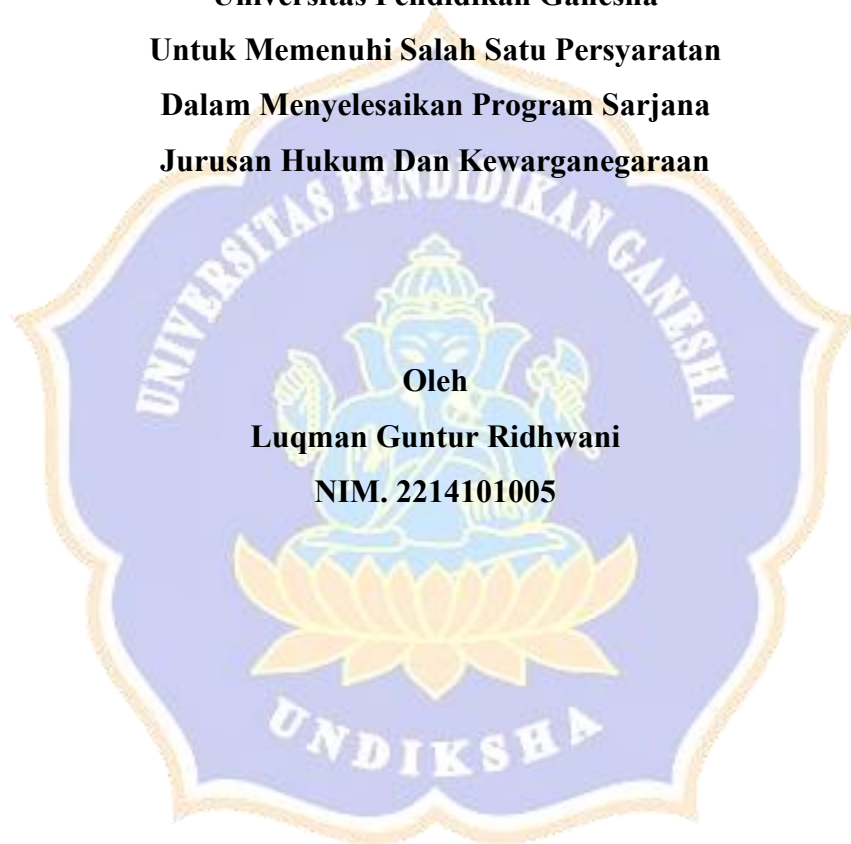 Universitas Pendidikan Ganesha
Untuk Memenuhi Salah Satu Persyaratan
Dalam Menyelesaikan Program Sarjana
Jurusan Hukum Dan Kewarganegaraan
UNIVERSITAS PENDIDIKAN GANESHA
Oleh
Luqman Guntur Ridhwani
NIM. 2214101005
UNDIKSHA